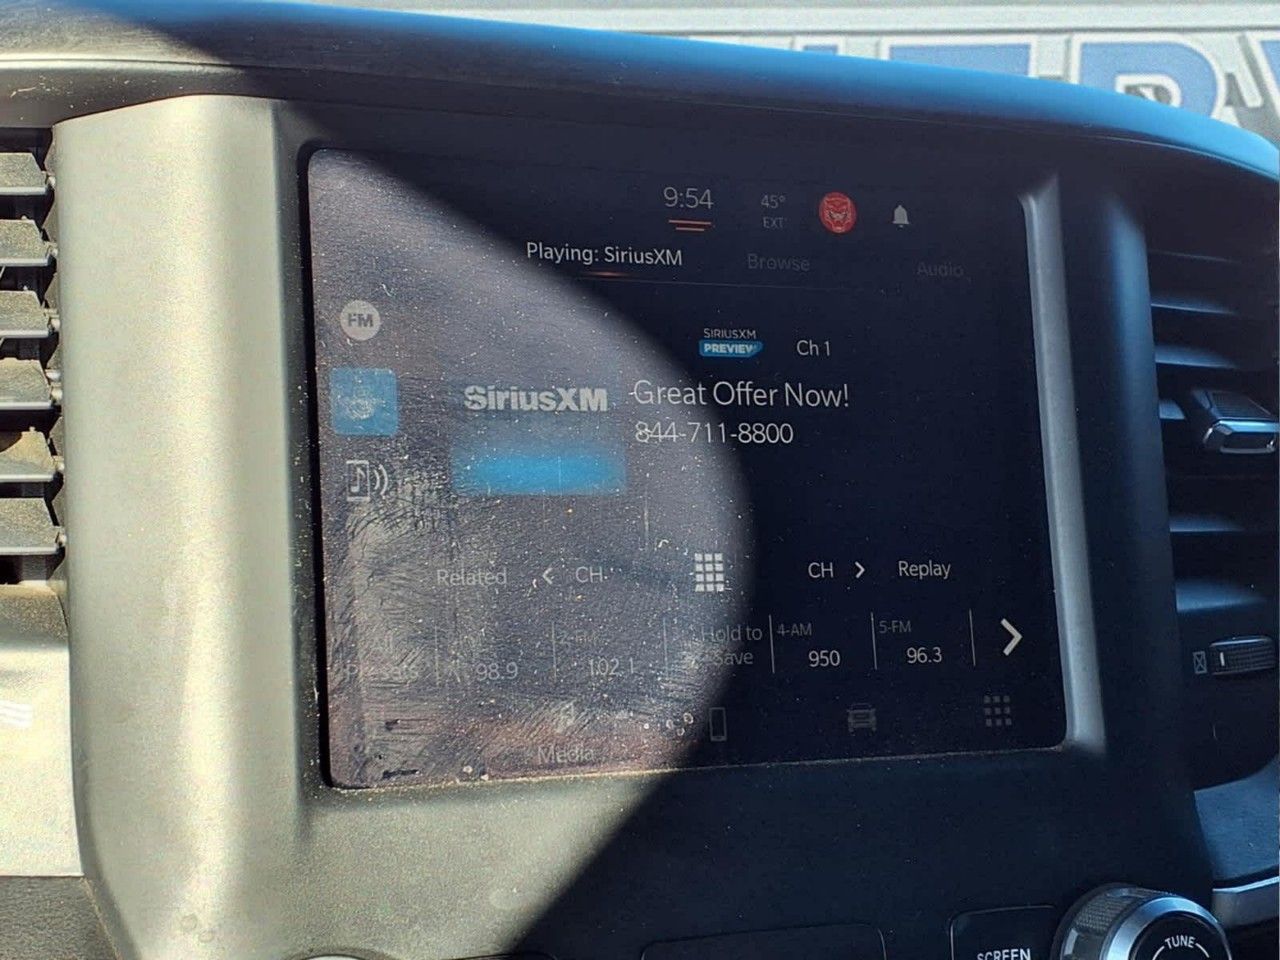 9:54
45°
EXT
Playing: SiriusXM
Browse
Audio
FM
SIRIUSXM
PREVIEW
Ch 1
SiriusXM
Great Offer Now!
844-711-8800
Related
CH
CH
Replay
98.9
102.1
Hold to
Save
4-AM
950
5-FM
96.3
Media
SCREEN
TUNE